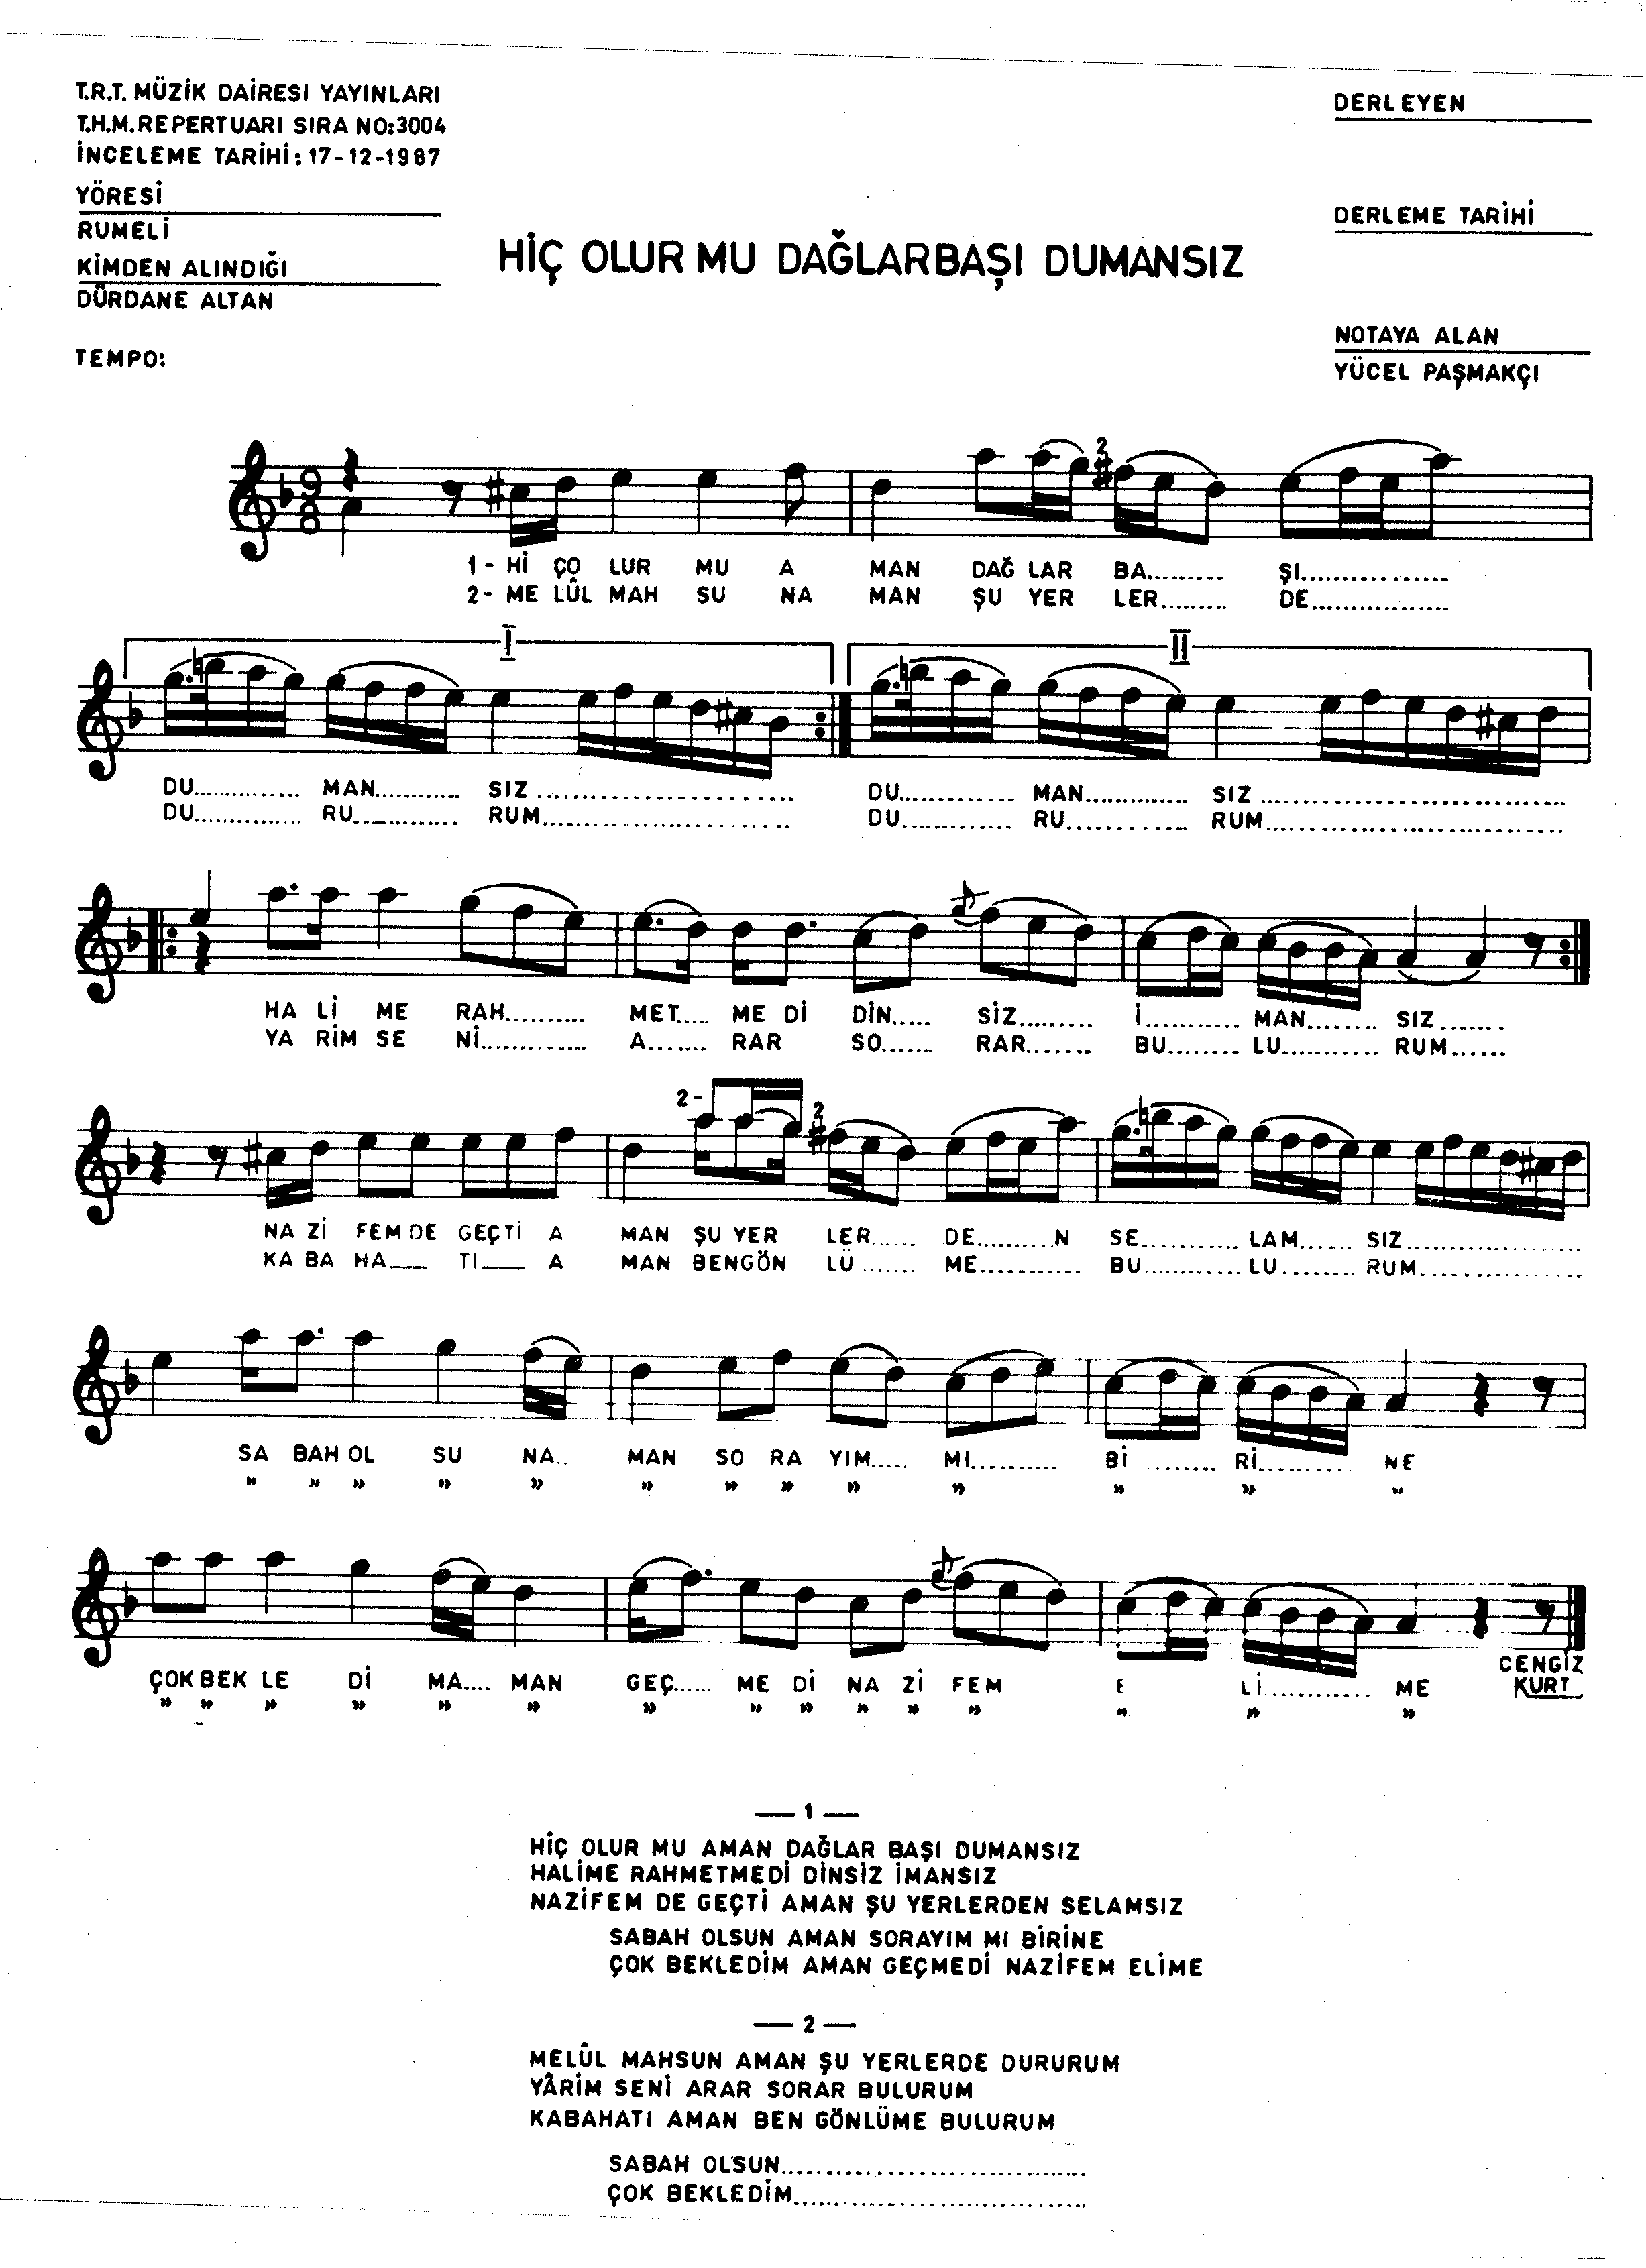 T.R.T. MÜZİK DAİRESI YAYINLARI
T.H.M. REPERTUARI SIRA NO:3004
İNCELEME TARİHİ: 17-12-1987
YÖRESİ
RUMELİ
KİMDEN ALINDIĞI
DÜRDANE ALTAN
TEMPO:
HİÇ OLUR MU DAĞLARBAŞI DUMANSIZ
DERLEYEN
DERLEME TARİHİ
NOTAYA ALAN
YÜCEL PAŞMAKÇI
9
8
2
1- Hİ ÇO LUR MU A MAN DAĞ LAR BA......... ŞI.................
2- ME LÛL MAH SU NA MAN ŞU YER LER......... DE.................
I II
DU.............. MAN............ SIZ .......................... DU.............. MAN.............. SIZ ..................................
DU.............. RU.............. RUM.......................... DU.............. RU.............. RUM..................................
HA Lİ ME RAH.......... MET..... ME DI DİN..... SİZ......... İ............ MAN........ SIZ.......
YA RİM SE Nİ............. A....... RAR SO....... RAR....... BU........ LU........... RUM......
2- 2
NA Zİ FEM DE GEÇTİ A MAN ŞU YER LER...... DE..........N SE............ LAM...... SIZ....................
KA BA HA___ TI___ A MAN BENGÖN LÜ ....... ME............ BU............ LU........ RUM..................
SA BAH OL SU NA.. MAN SO RA YIM..... MI.......... Bİ ........ Rİ........... NE
" " " " " " " " " " " " "
ÇOK BEK LE Dİ MA.... MAN GEÇ...... ME Dİ NA Zİ FEM E Lİ............ ME
" " " " " " " " " " " " " " "
CENGİZ
KURT
— 1 —
HİÇ OLUR MU AMAN DAĞLAR BAŞI DUMANSIZ
HALİME RAHMETMEDİ DİNSİZ İMANSIZ
NAZİFEM DE GEÇTİ AMAN ŞU YERLERDEN SELAMSIZ
SABAH OLSUN AMAN SORAYIM MI BİRİNE
ÇOK BEKLEDİM AMAN GEÇMEDİ NAZİFEM ELİME
— 2 —
MELÛL MAHSUN AMAN ŞU YERLERDE DURURUM
YÂRİM SENİ ARAR SORAR BULURUM
KABAHATI AMAN BEN GÖNLÜME BULURUM
SABAH OLSUN..................................
ÇOK BEKLEDİM................................